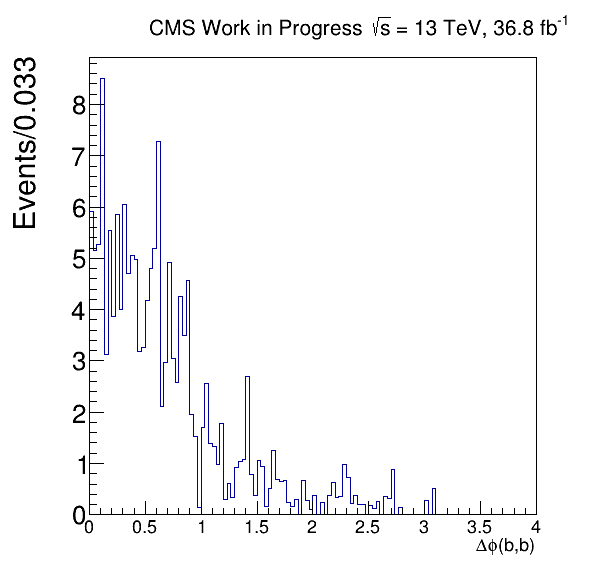 CMS Work in Progress √s = 13 TeV, 36.8 fb⁻¹
Events/0.033
8
7
6
5
4
3
2
1
0
0 0.5 1 1.5 2 2.5 3 3.5 4
Δϕ(b,b)